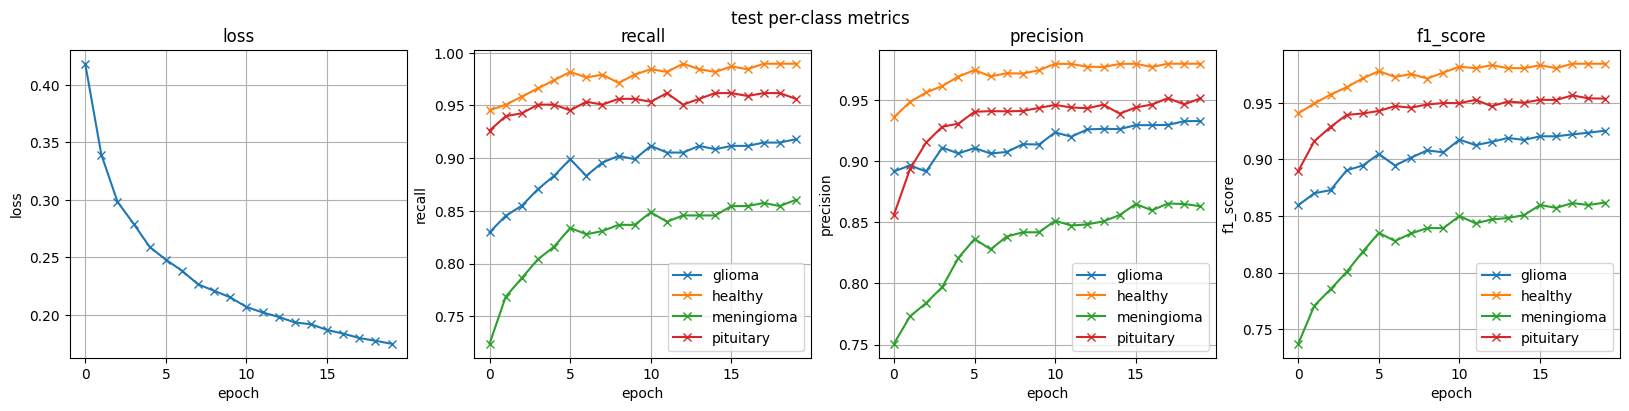 test per-class metrics
loss
loss
0.40
0.35
0.30
0.25
0.20
0 5 10 15
epoch
recall
recall
1.00
0.95
0.90
0.85
0.80
0.75
glioma
healthy
meningioma
pituitary
0 5 10 15
epoch
precision
precision
0.95
0.90
0.85
0.80
0.75
glioma
healthy
meningioma
pituitary
0 5 10 15
epoch
f1_score
f1_score
0.95
0.90
0.85
0.80
0.75
glioma
healthy
meningioma
pituitary
0 5 10 15
epoch